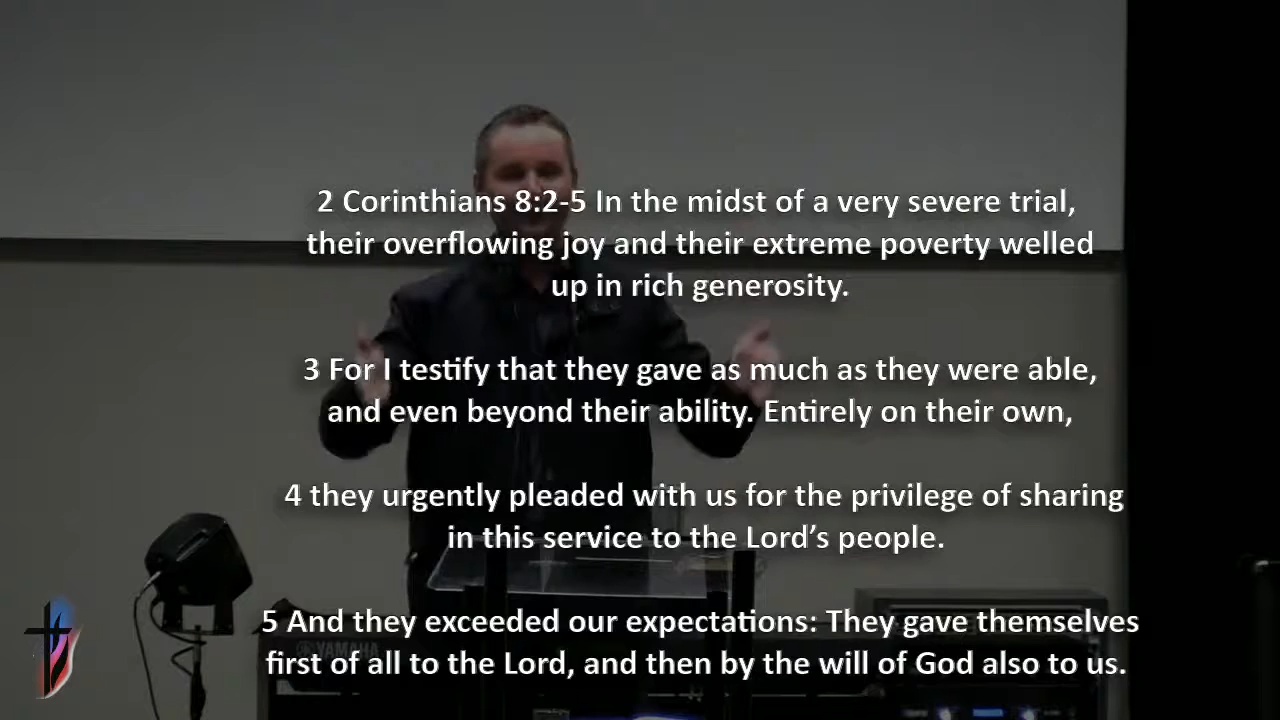 2 Corinthians 8:2-5 In the midst of a very severe trial,
their overflowing joy and their extreme poverty welled
up in rich generosity.
3 For I testify that they gave as much as they were able,
and even beyond their ability. Entirely on their own,
4 they urgently pleaded with us for the privilege of sharing
in this service to the Lord’s people.
5 And they exceeded our expectations: They gave themselves
first of all to the Lord, and then by the will of God also to us.
YAMAHA